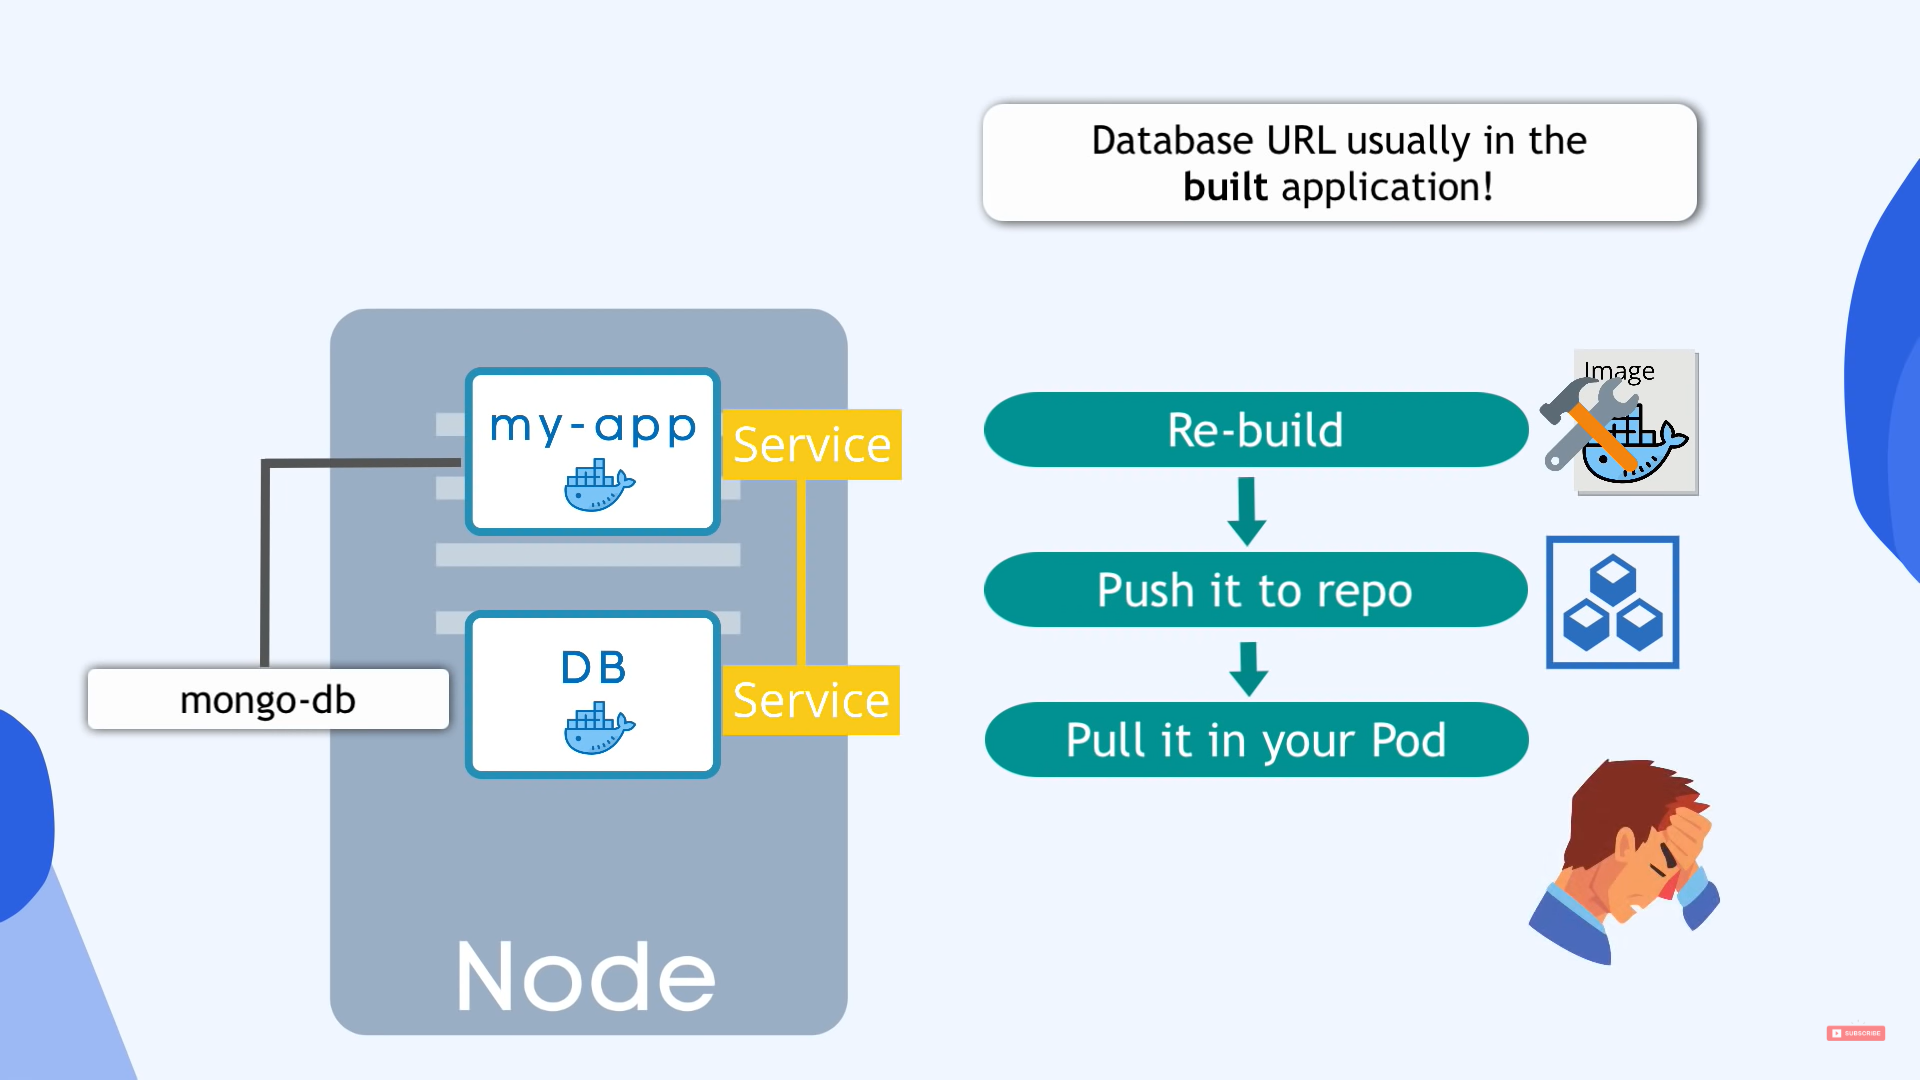 Database URL usually in the
built application!
Image
my-app
Service
Re-build
Push it to repo
DB
mongo-db
Service
Pull it in your Pod
Node
SUBSCRIBE